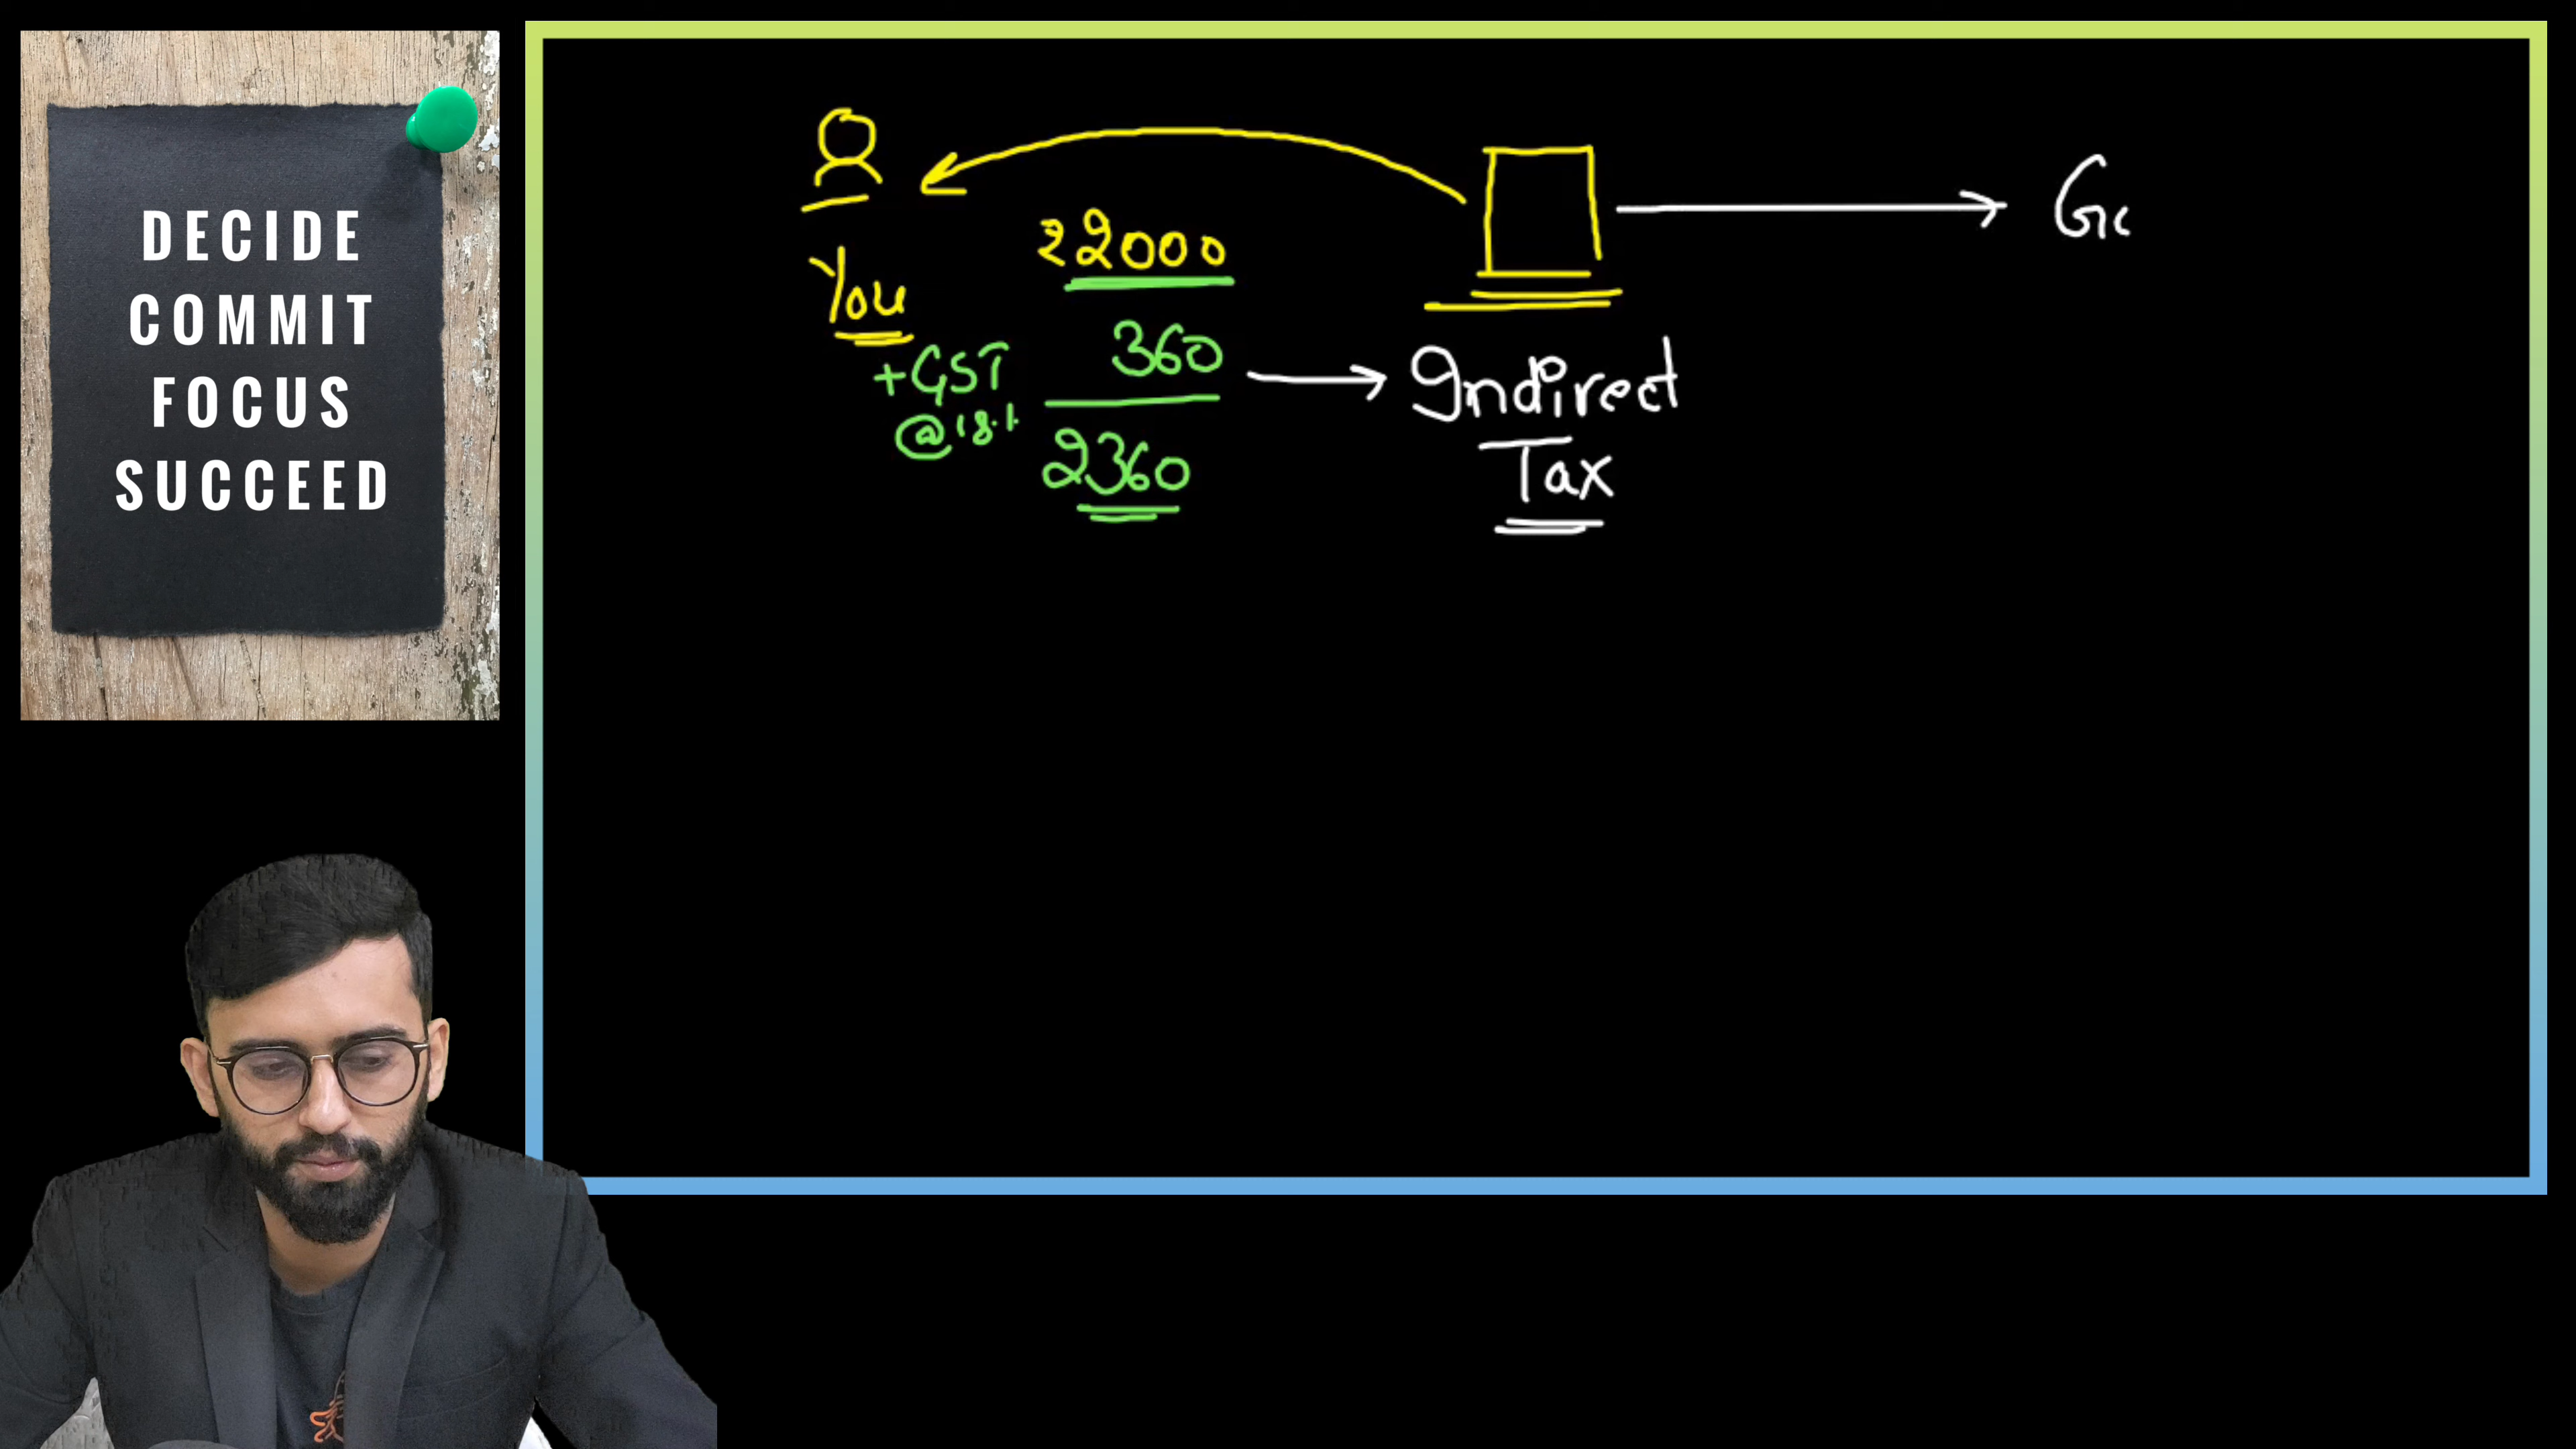 DECIDE
COMMIT
FOCUS
SUCCEED
You
₹2000
+GST 360
@18%
2360
Indirect
Tax